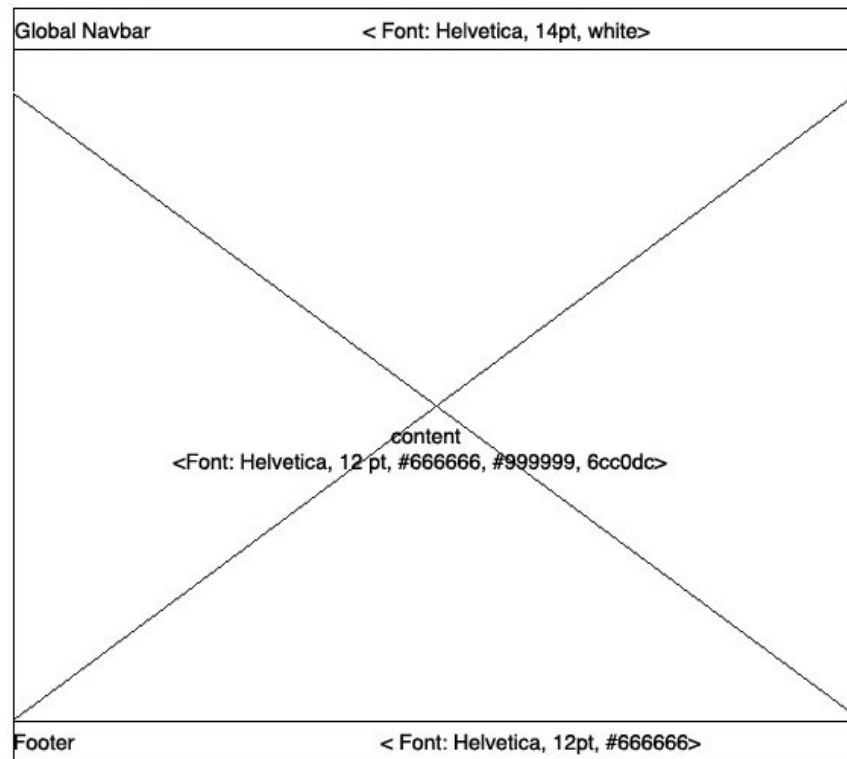 Global Navbar < Font: Helvetica, 14pt, white>
content
<Font: Helvetica, 12 pt, #666666, #999999, 6cc0dc>
Footer < Font: Helvetica, 12pt, #666666>